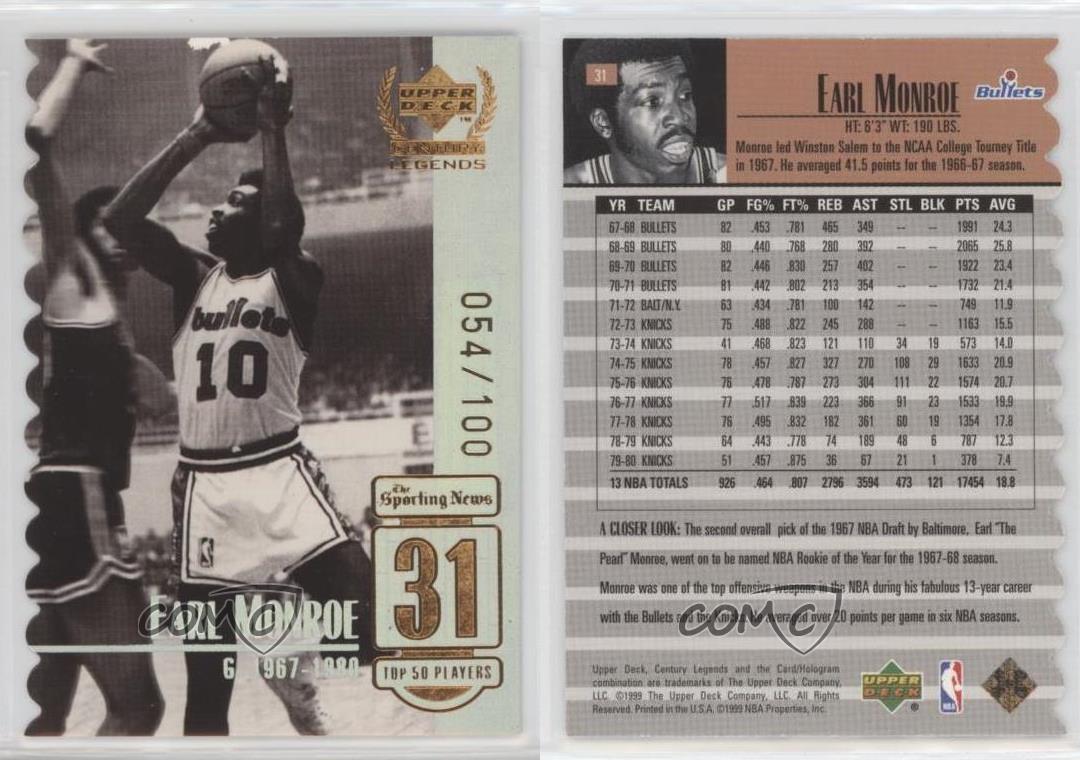 UPPER
DECK
TM
CENTURY
LEGENDS
bullets
10
054/100
The
Sporting News
31
TOP 50 PLAYERS
EARL MONROE
G 1967-1980
COMC
31
EARL MONROE
Bullets
HT: 6'3" WT: 190 LBS.
Monroe led Winston Salem to the NCAA College Tourney Title
in 1967. He averaged 41.5 points for the 1966-67 season.
YR TEAM GP FG% FT% REB AST STL BLK PTS AVG
67-68 BULLETS 82 .453 .781 465 349 -- -- 1991 24.3
68-69 BULLETS 80 .440 .768 280 392 -- -- 2065 25.8
69-70 BULLETS 82 .446 .830 257 402 -- -- 1922 23.4
70-71 BULLETS 81 .442 .802 213 354 -- -- 1732 21.4
71-72 BALT/N.Y. 63 .434 .781 100 142 -- -- 749 11.9
72-73 KNICKS 75 .488 .822 245 288 -- -- 1163 15.5
73-74 KNICKS 41 .468 .823 121 110 34 19 573 14.0
74-75 KNICKS 78 .457 .827 327 270 108 29 1633 20.9
75-76 KNICKS 76 .478 .787 273 304 111 22 1574 20.7
76-77 KNICKS 77 .517 .839 223 366 91 23 1533 19.9
77-78 KNICKS 76 .495 .832 182 361 60 19 1354 17.8
78-79 KNICKS 64 .443 .778 74 189 48 6 787 12.3
79-80 KNICKS 51 .457 .875 36 67 21 1 378 7.4
13 NBA TOTALS 926 .464 .807 2796 3594 473 121 17454 18.8
A CLOSER LOOK: The second overall pick of the 1967 NBA Draft by Baltimore, Earl "The
Pearl" Monroe, went on to be named NBA Rookie of the Year for the 1967-68 season.
Monroe was one of the top offensive weapons in the NBA during his fabulous 13-year career
with the Bullets and the Knicks. He averaged over 20 points per game in six NBA seasons.
COMC
Upper Deck, Century Legends and the Card/Hologram
combination are trademarks of The Upper Deck Company,
LLC. ©1999 The Upper Deck Company, LLC. All Rights
Reserved. Printed in the U.S.A. ©1999 NBA Properties, Inc.
UPPER
DECK
®
NBA